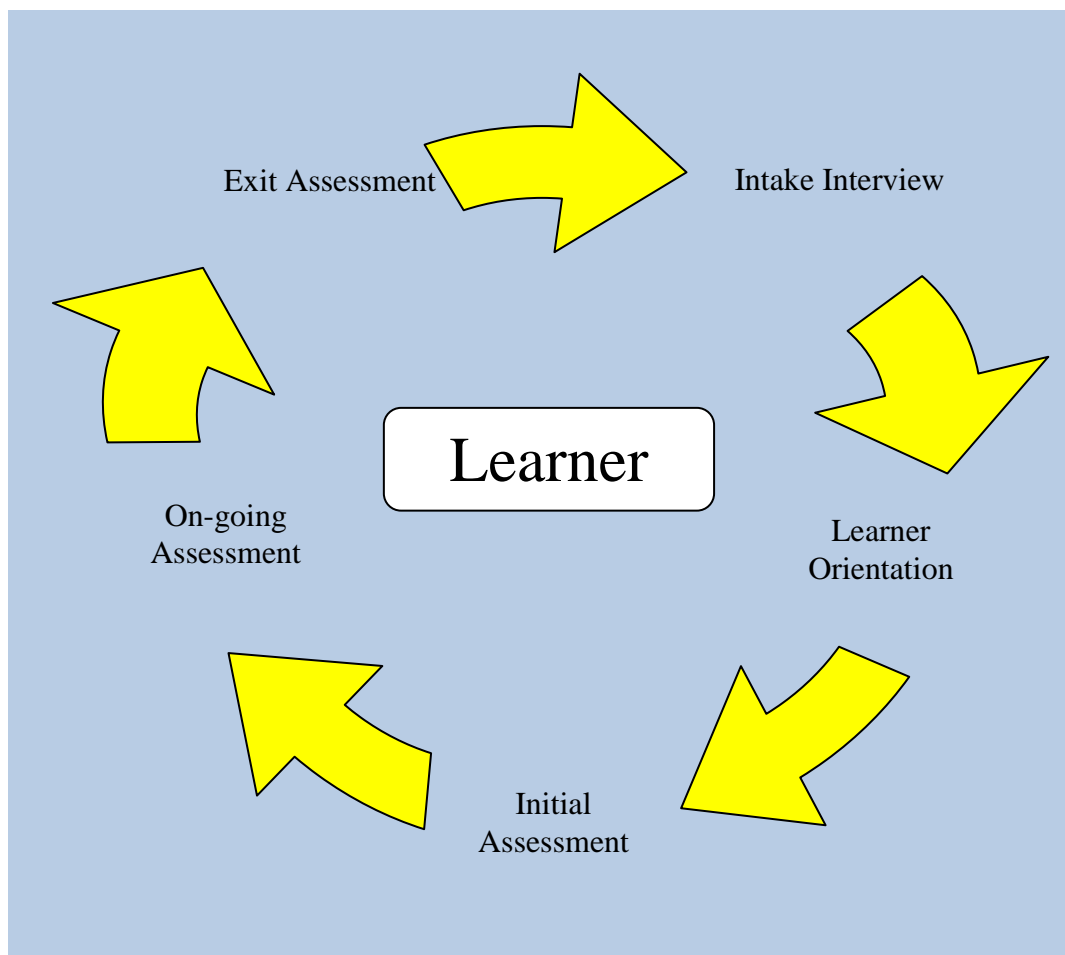 Exit Assessment
Intake Interview
Learner
On-going
Assessment
Learner
Orientation
Initial
Assessment